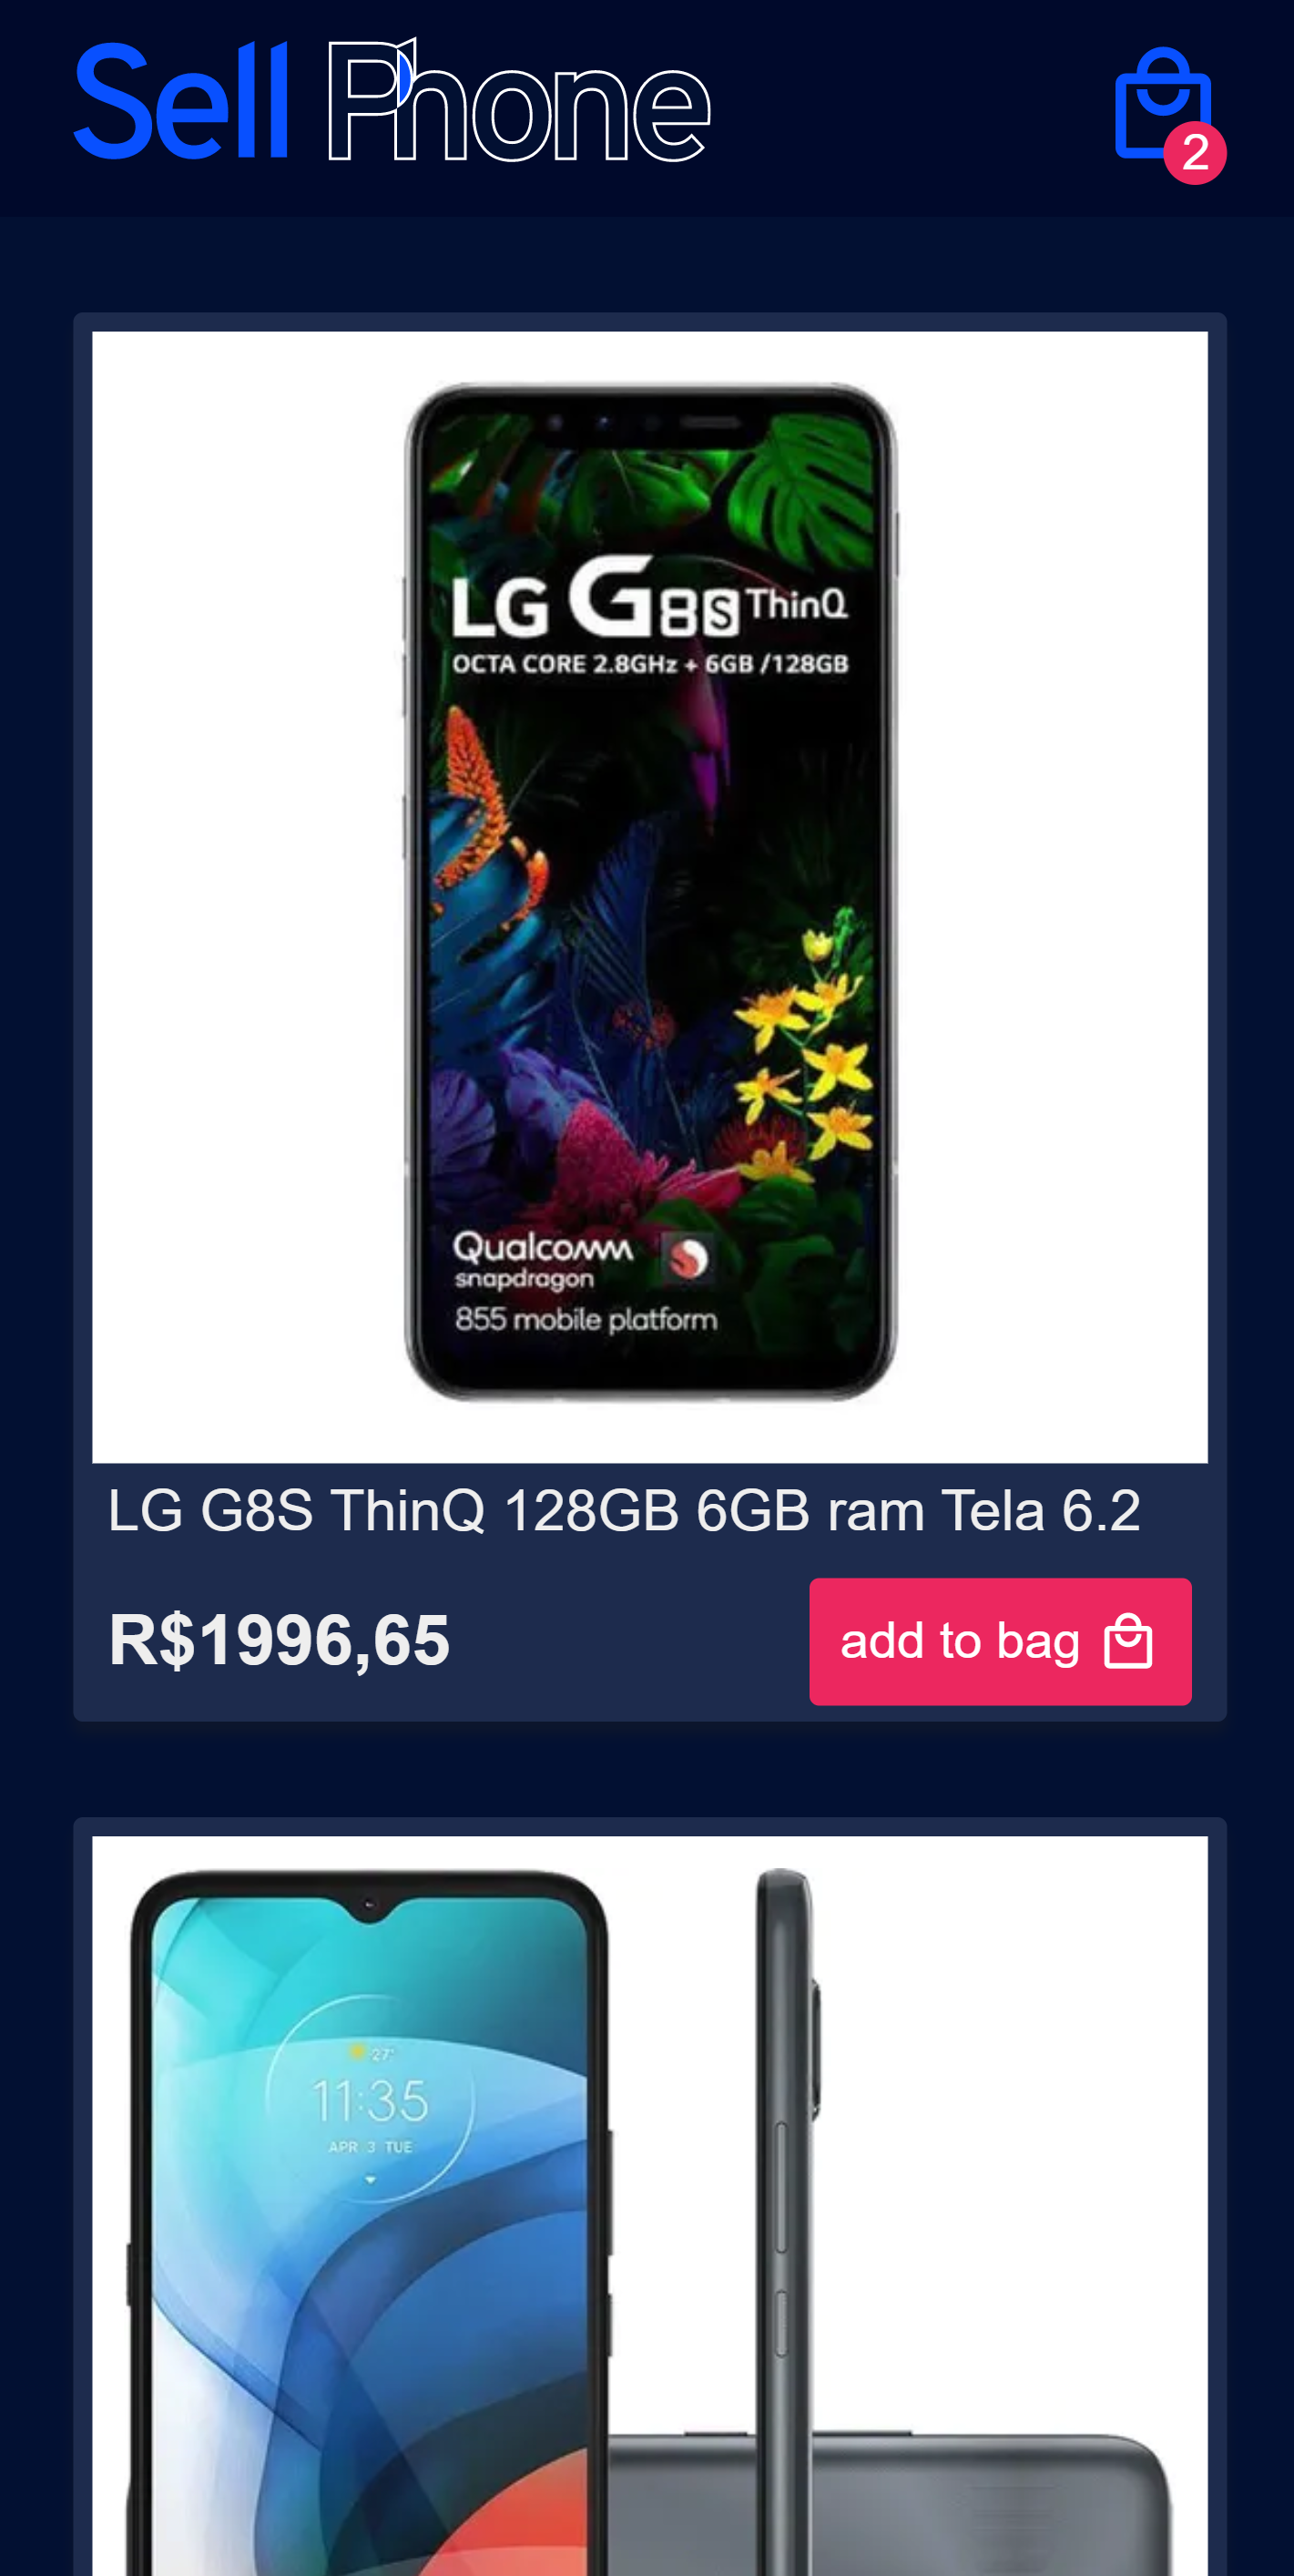 Sell Phone
2
LG G8S ThinQ
OCTA CORE 2.8GHz + 6GB /128GB
Qualcomm
snapdragon
855 mobile platform
LG G8S ThinQ 128GB 6GB ram Tela 6.2
R$1996,65
add to bag
27°
11:35
APR 3 TUE